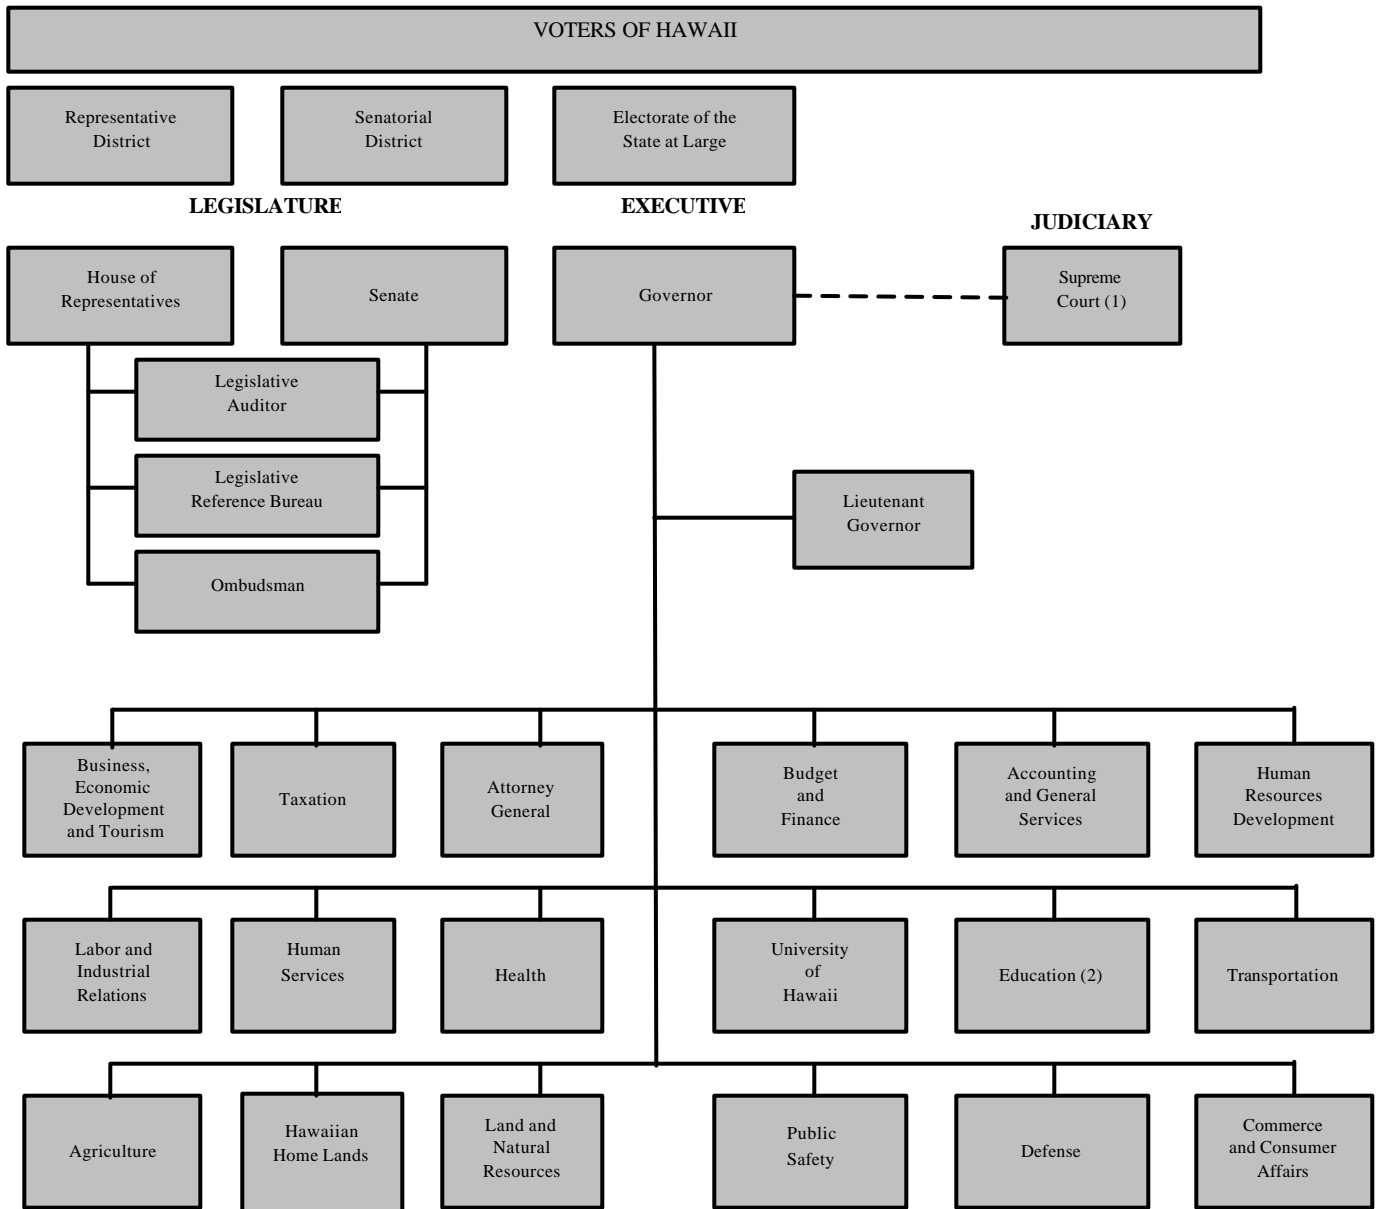 VOTERS OF HAWAII
Representative
District
Senatorial
District
Electorate of the
State at Large
LEGISLATURE
EXECUTIVE
JUDICIARY
House of
Representatives
Senate
Governor
Supreme
Court (1)
Legislative
Auditor
Legislative
Reference Bureau
Ombudsman
Lieutenant
Governor
Business,
Economic
Development
and Tourism
Taxation
Attorney
General
Budget
and
Finance
Accounting
and General
Services
Human
Resources
Development
Labor and
Industrial
Relations
Human
Services
Health
University
of
Hawaii
Education (2)
Transportation
Agriculture
Hawaiian
Home Lands
Land and
Natural
Resources
Public
Safety
Defense
Commerce
and Consumer
Affairs